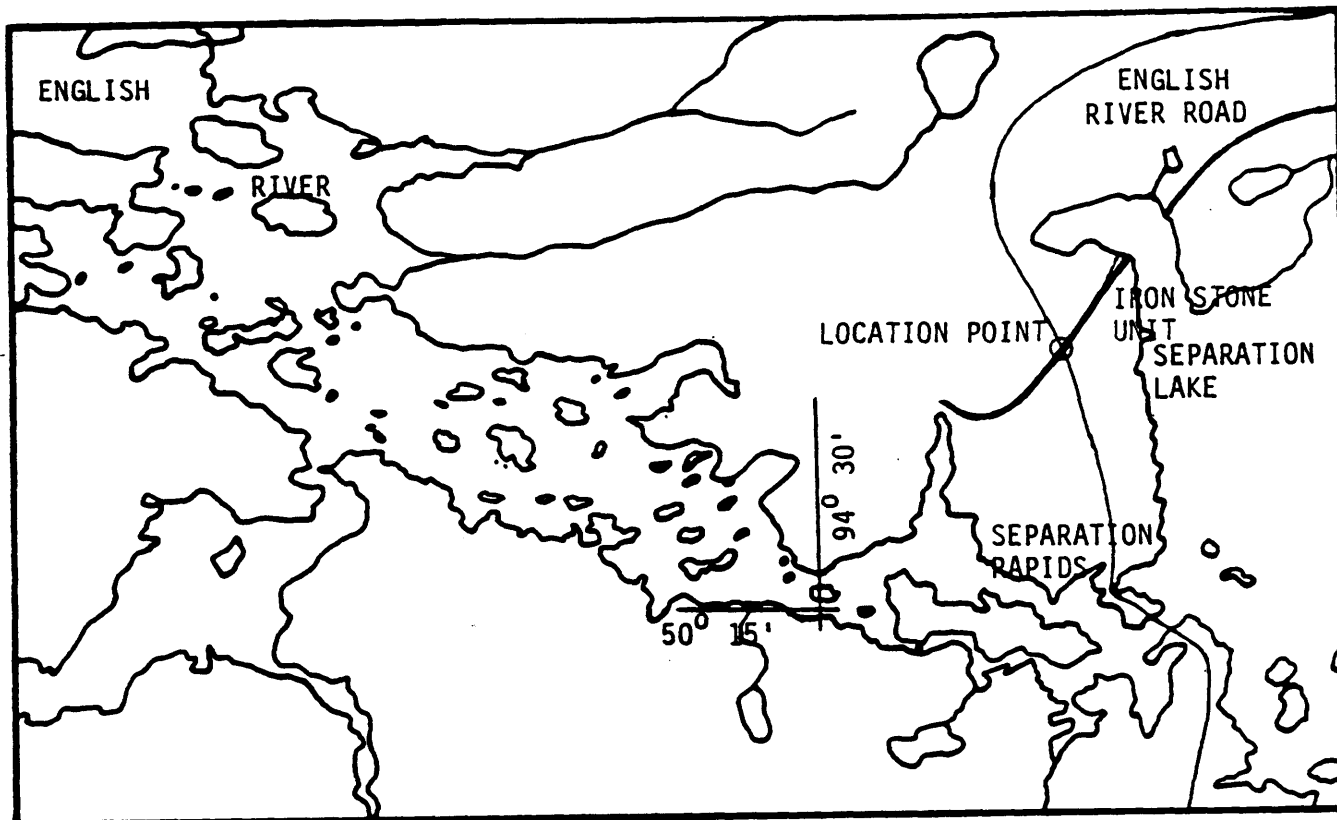 ENGLISH
RIVER
ENGLISH
RIVER ROAD
IRON STONE
UNIT
LOCATION POINT
SEPARATION
LAKE
94° 30'
SEPARATION
RAPIDS
50° 15'